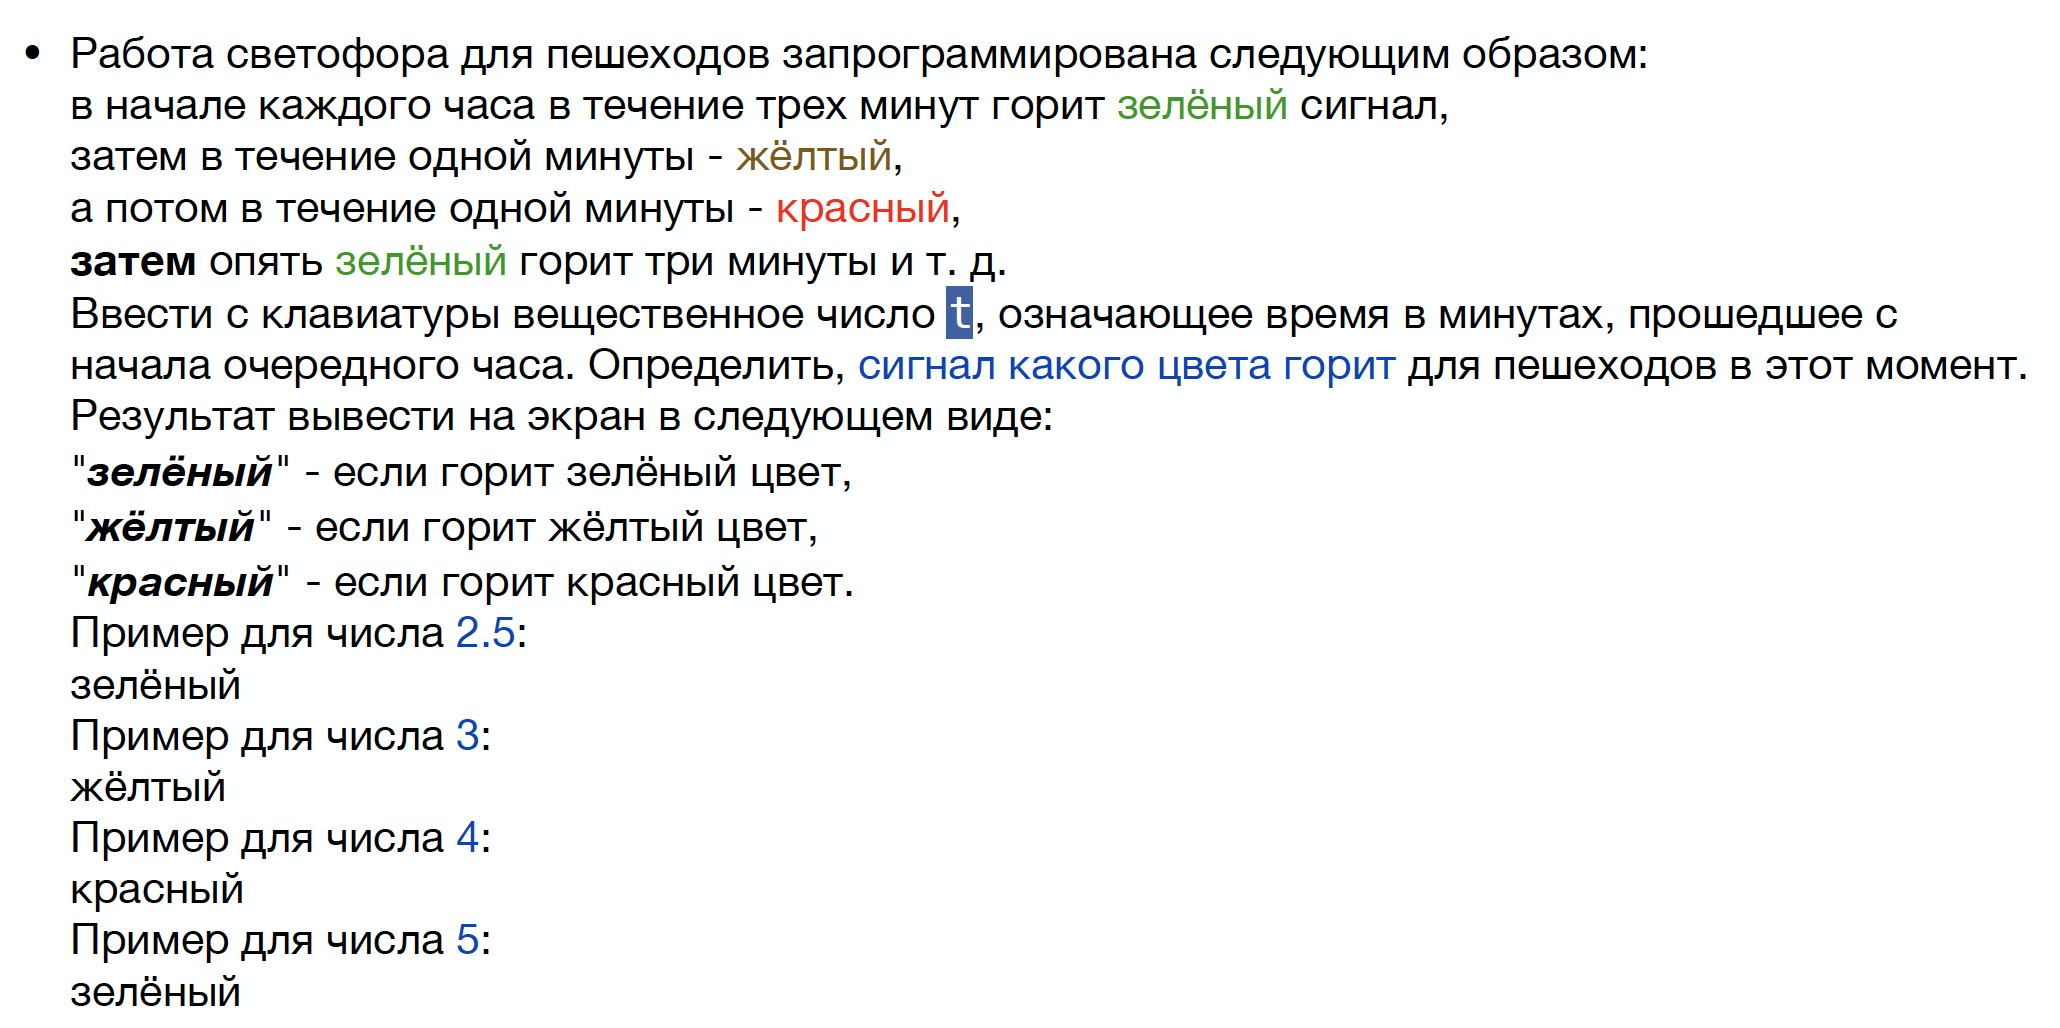 • Работа светофора для пешеходов запрограммирована следующим образом:
в начале каждого часа в течение трех минут горит зелёный сигнал,
затем в течение одной минуты - жёлтый,
а потом в течение одной минуты - красный,
затем опять зелёный горит три минуты и т. д.
Ввести с клавиатуры вещественное число t, означающее время в минутах, прошедшее с
начала очередного часа. Определить, сигнал какого цвета горит для пешеходов в этот момент.
Результат вывести на экран в следующем виде:
"зелёный" - если горит зелёный цвет,
"жёлтый" - если горит жёлтый цвет,
"красный" - если горит красный цвет.
Пример для числа 2.5:
зелёный
Пример для числа 3:
жёлтый
Пример для числа 4:
красный
Пример для числа 5:
зелёный